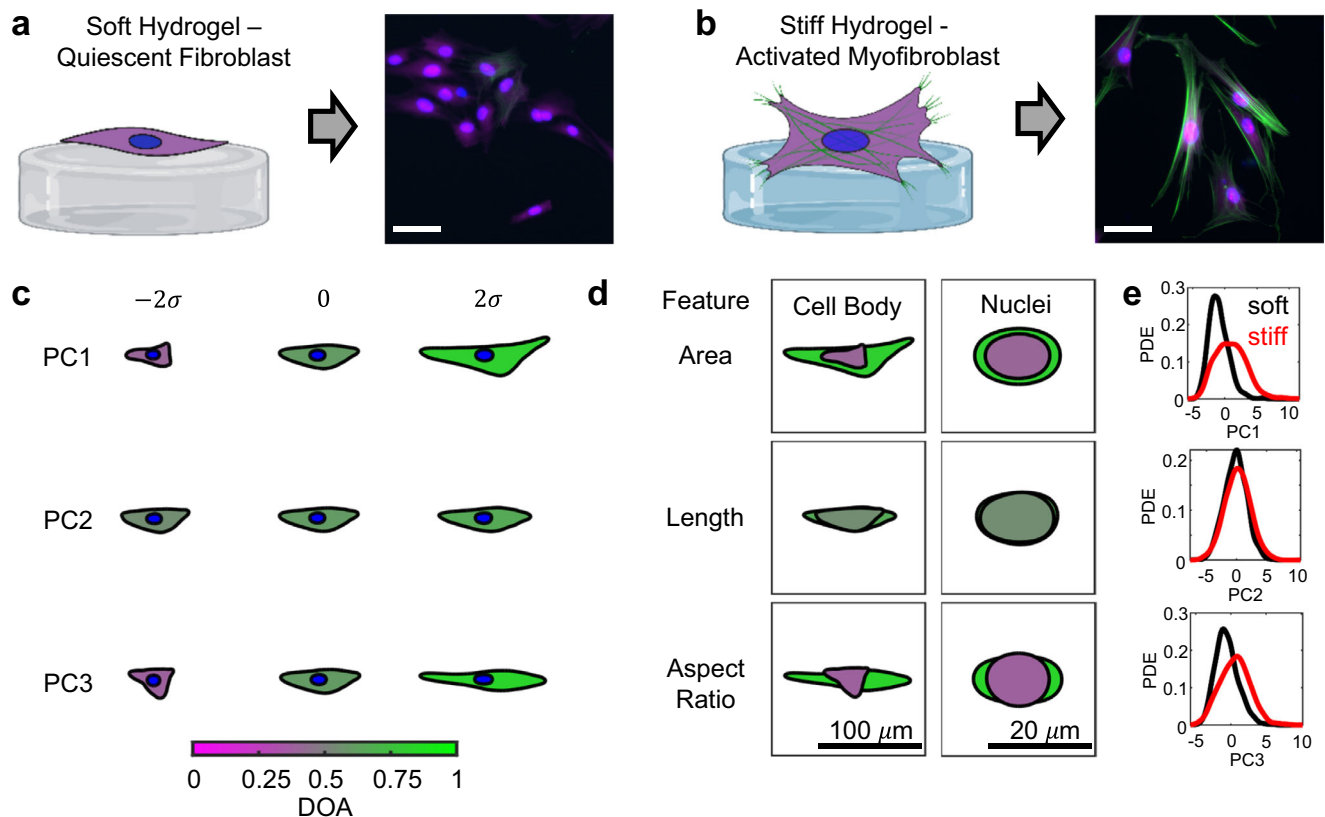 a
Soft Hydrogel –
Quiescent Fibroblast
b
Stiff Hydrogel -
Activated Myofibroblast
c
−2σ
0
2σ
PC1
PC2
PC3
0
0.25
0.5
0.75
1
DOA
d
Feature
Cell Body
Nuclei
Area
Length
Aspect
Ratio
100 μm
20 μm
e
0.3
0.2
0.1
0
PDE
soft
stiff
-5
0
5
10
PC1
0.2
0.1
0
PDE
-5
0
5
10
PC2
0.3
0.2
0.1
0
PDE
-5
0
5
10
PC3